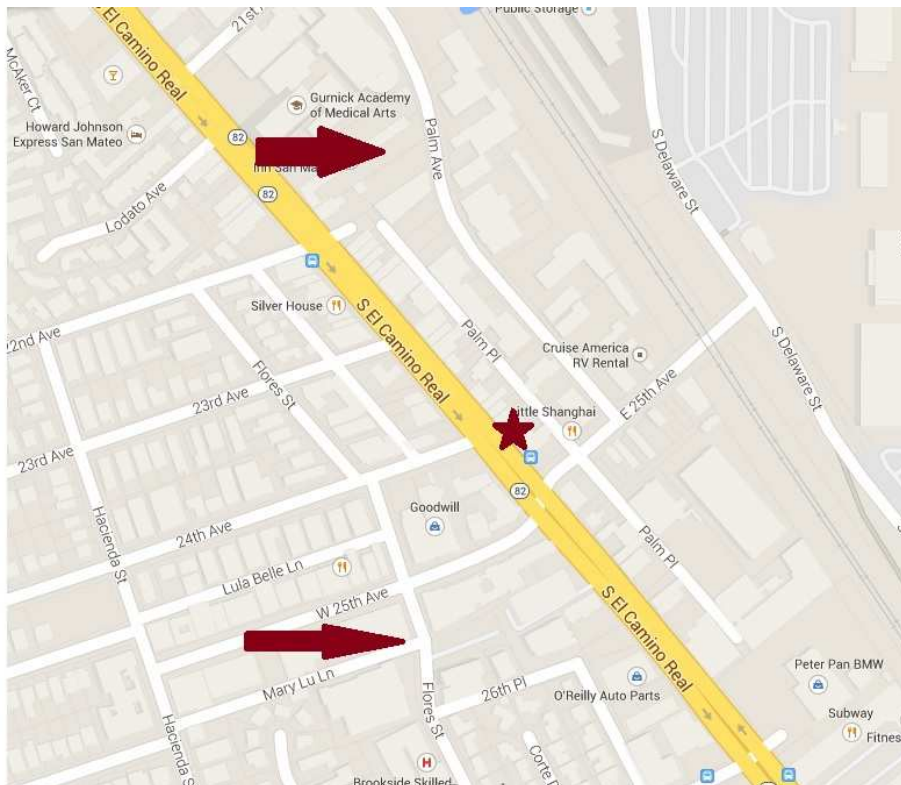 Public Storage
21st
S El Camino Real
McAker Ct
Gurnick Academy
of Medical Arts
Howard Johnson
Express San Mateo
82
Palm Ave
S Delaware St
Inn San
82
Lodato Ave
Silver House
S El Camino Real
22nd Ave
Palm Pl
S Delaware St
Cruise America
RV Rental
Flores St
23rd Ave
E 25th Ave
Little Shanghai
23rd Ave
82
Goodwill
Hacienda St
24th Ave
Palm Pl
Lula Belle Ln
W 25th Ave
S El Camino Real
Mary Lu Ln
Peter Pan BMW
26th Pl
O'Reilly Auto Parts
Flores St
Hacienda St
Subway
Fitnes
Corte D
H
Brookside Skilled